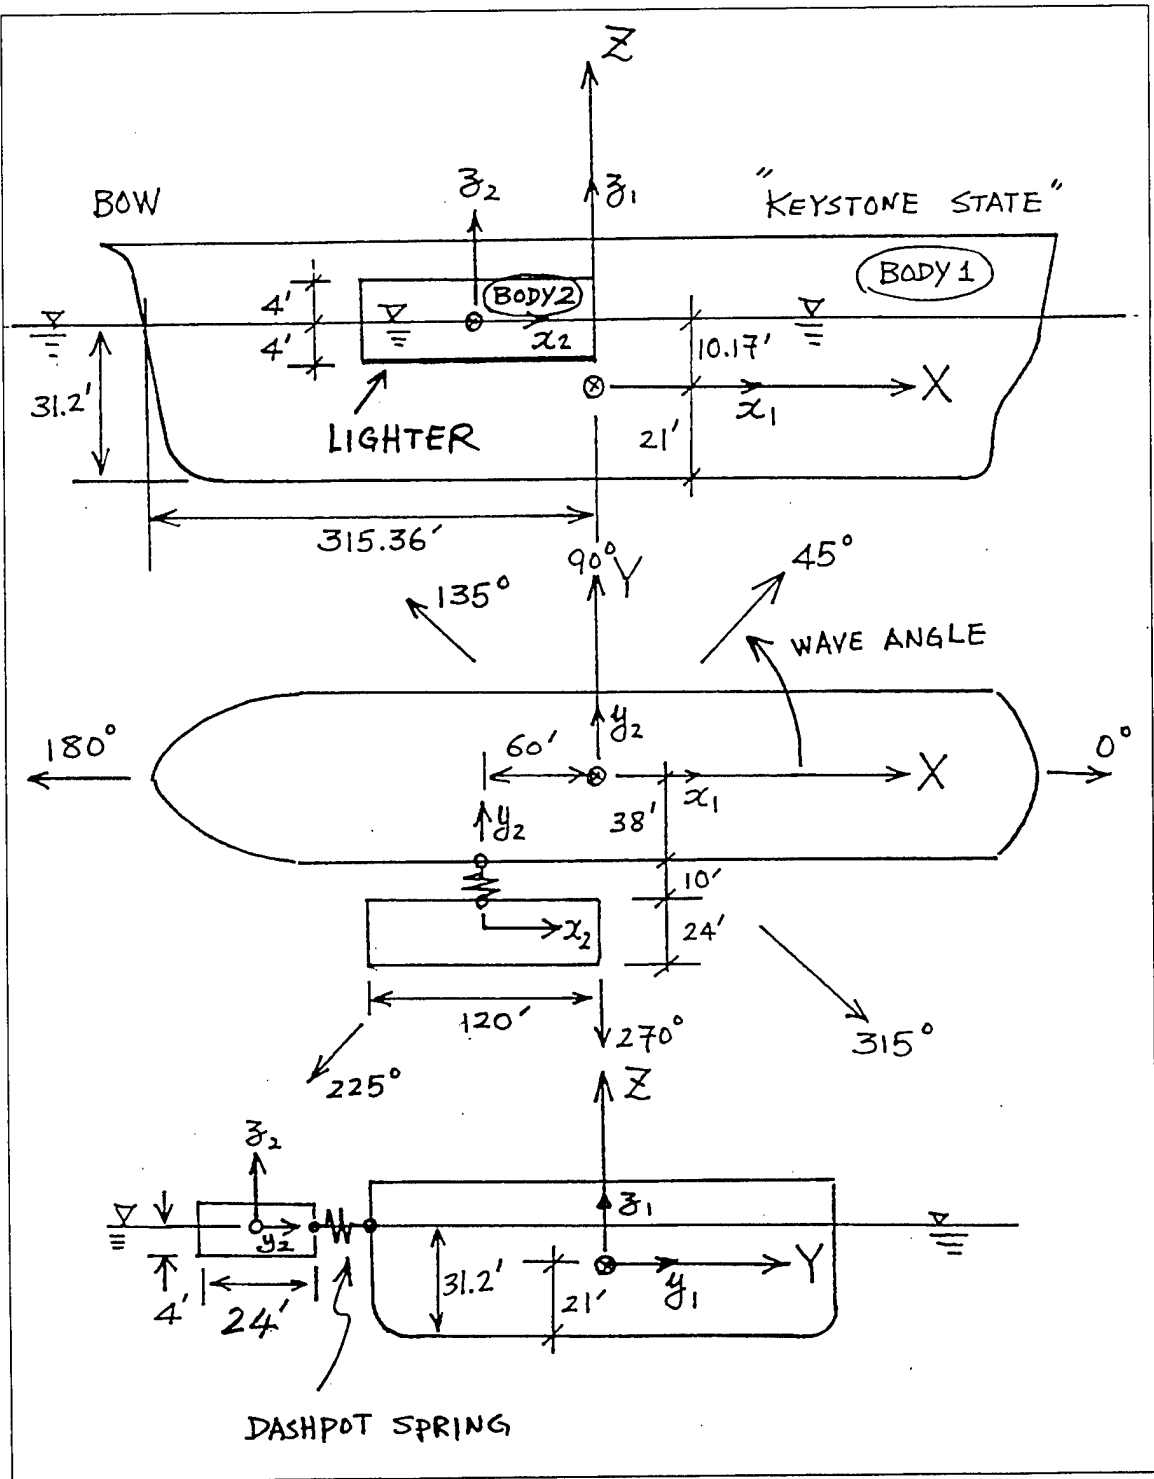 Z
z₂
z₁
BOW
"KEYSTONE STATE"
BODY 1
4'
BODY 2
4'
x₂
10.17'
31.2'
x₁
X
LIGHTER
21'
315.36'
90°
Y
45°
135°
WAVE ANGLE
180°
60'
y₂
0°
X
x₁
y₂
38'
10'
x₂
24'
120'
270°
315°
225°
Z
z₂
z₁
y₂
Y
4'
24'
31.2'
21'
y₁
DASHPOT SPRING